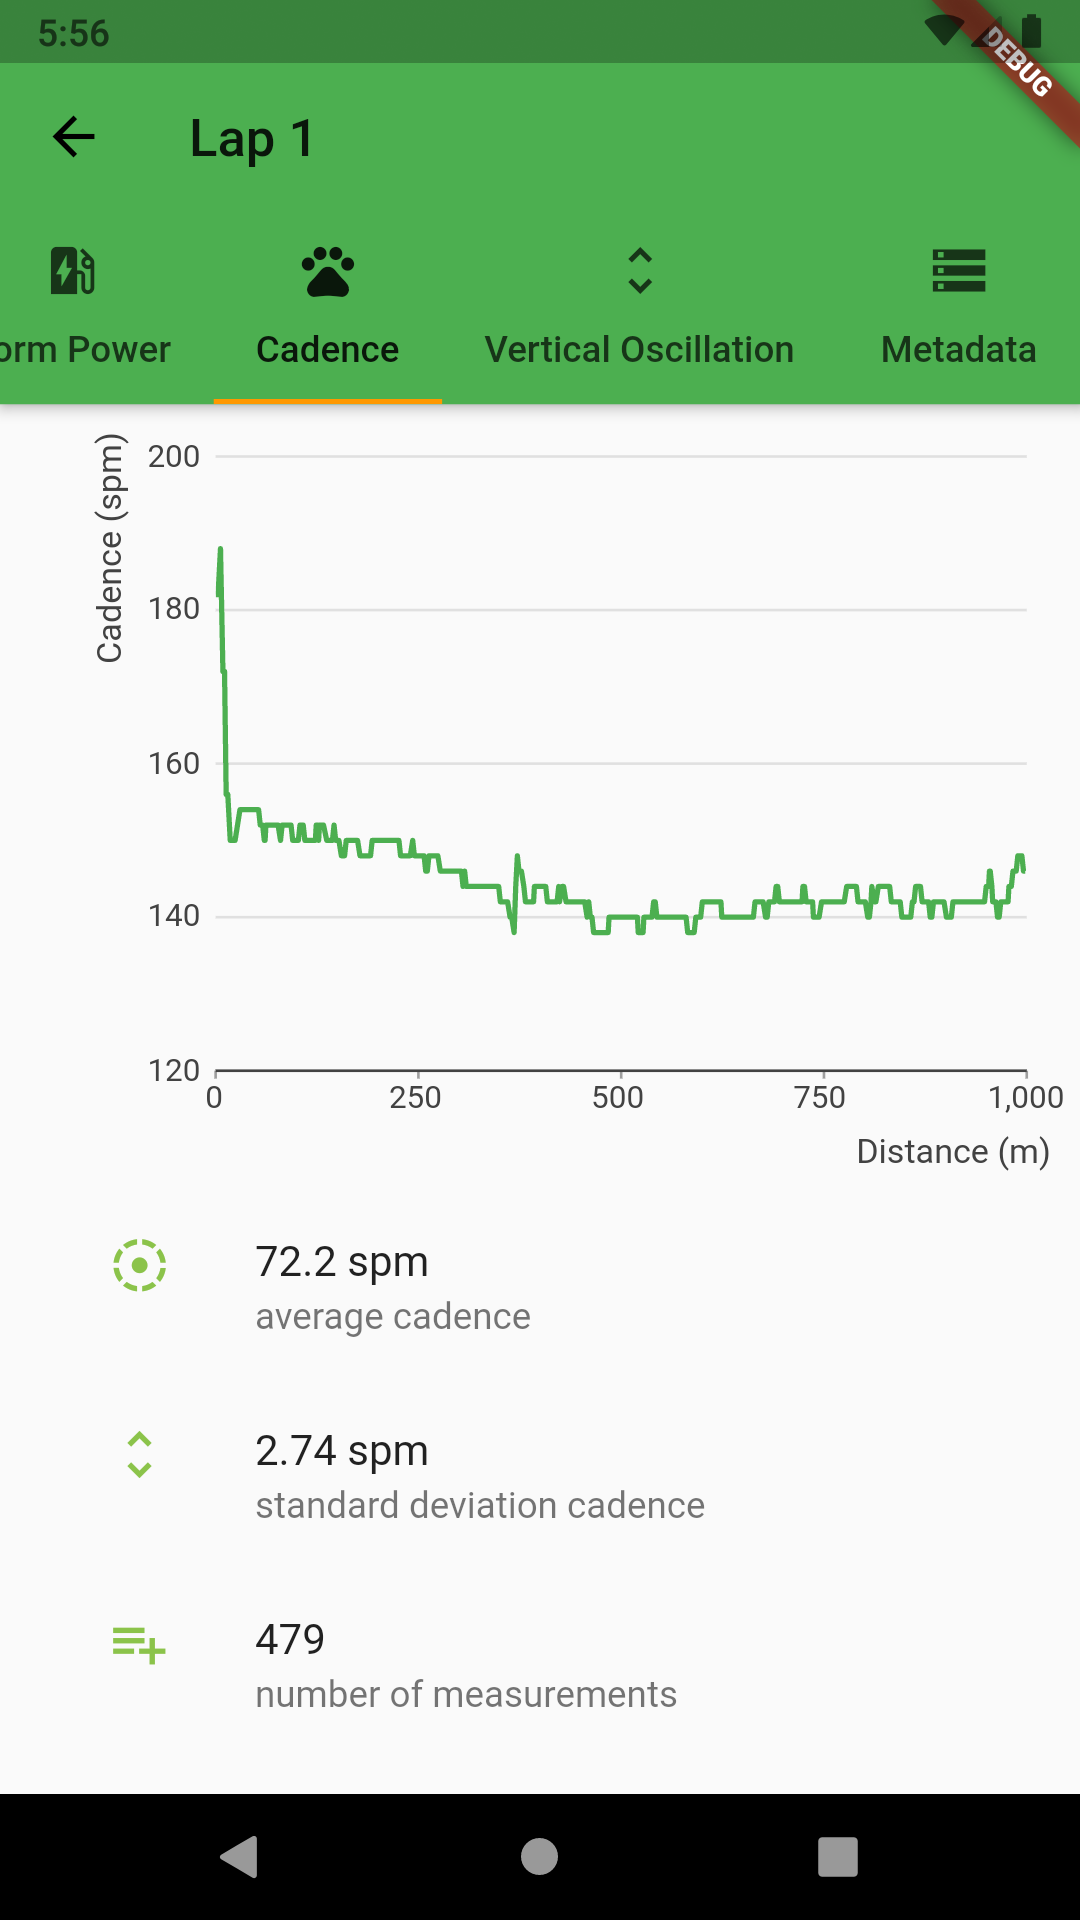 5:56
DEBUG
Lap 1
orm Power
Cadence
Vertical Oscillation
Metadata
Cadence (spm)
200
180
160
140
120
0 250 500 750 1,000
Distance (m)
72.2 spm
average cadence
2.74 spm
standard deviation cadence
479
number of measurements